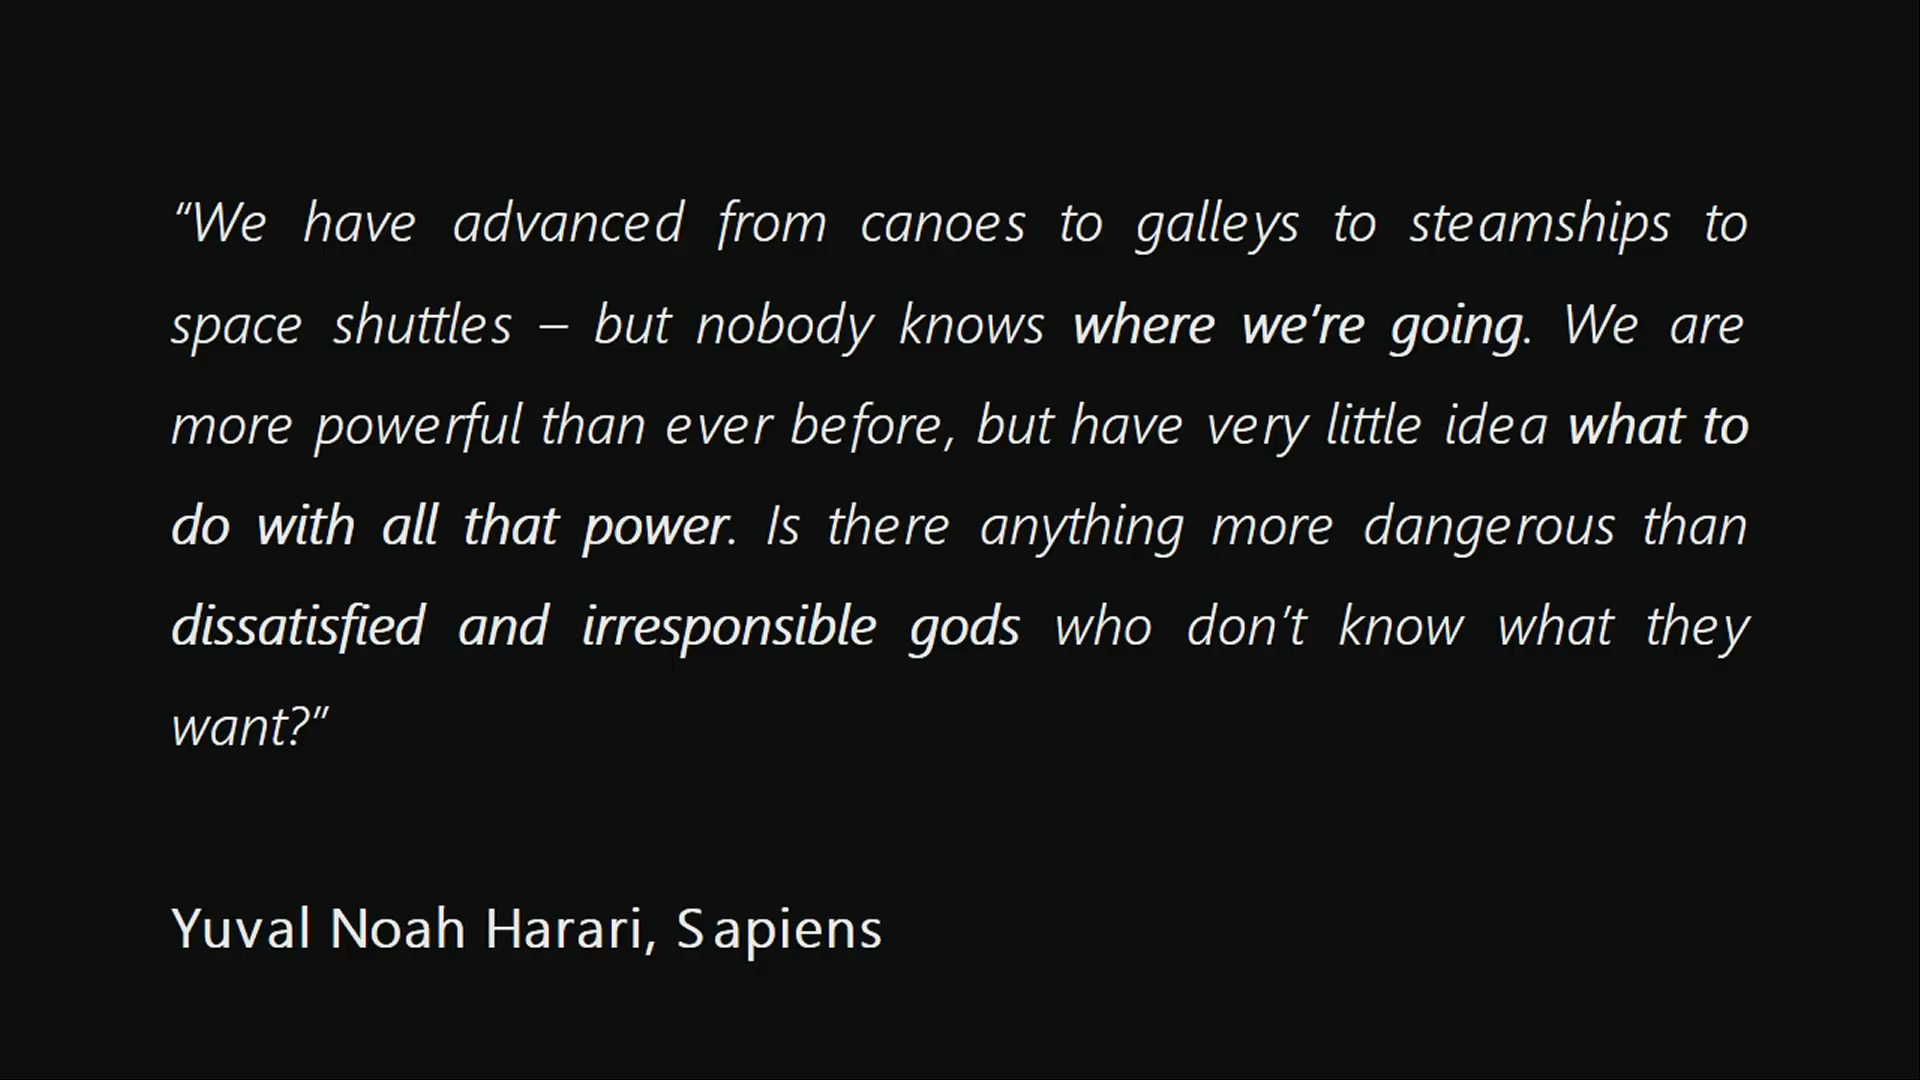 “We have advanced from canoes to galleys to steamships to
space shuttles – but nobody knows where we’re going. We are
more powerful than ever before, but have very little idea what to
do with all that power. Is there anything more dangerous than
dissatisfied and irresponsible gods who don’t know what they
want?”
Yuval Noah Harari, Sapiens